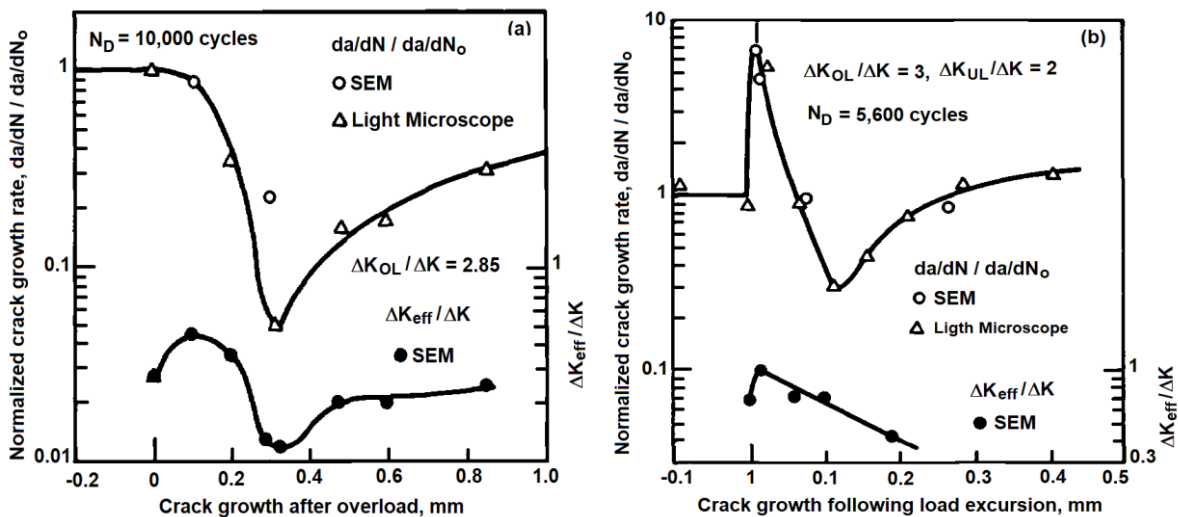 (a)
N_D = 10,000 cycles
da/dN / da/dN_o
SEM
Light Microscope
ΔK_OL/ΔK = 2.85
ΔK_eff/ΔK
SEM
Normalized crack growth rate, da/dN / da/dN_o
1
0.1
0.01
1
ΔK_eff/ΔK
-0.2
0
0.2
0.4
0.6
0.8
1.0
Crack growth after overload, mm
(b)
ΔK_OL/ΔK = 3, ΔK_UL/ΔK = 2
N_D = 5,600 cycles
da/dN / da/dN_o
SEM
Ligth Microscope
ΔK_eff/ΔK
SEM
Normalized crack growth rate, da/dN / da/dN_o
10
1
0.1
1
0.3
ΔK_eff/ΔK
-0.1
1
0.1
0.2
0.3
0.4
0.5
Crack growth following load excursion, mm